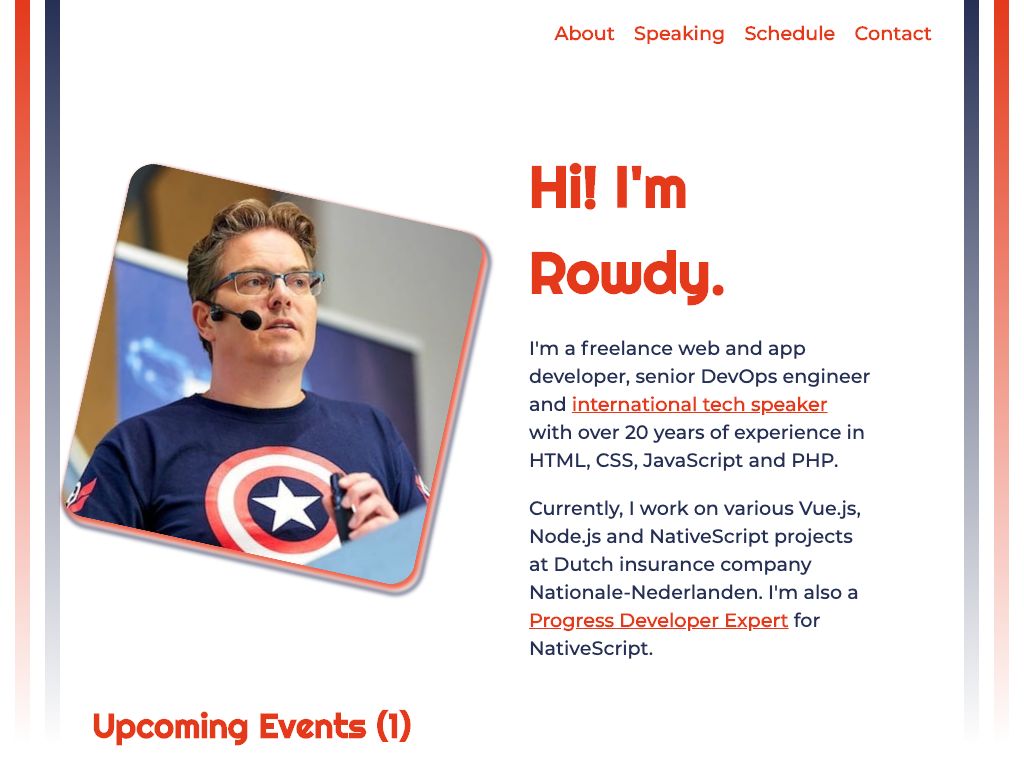 About Speaking Schedule Contact
Hi! I'm
Rowdy.
I'm a freelance web and app
developer, senior DevOps engineer
and international tech speaker
with over 20 years of experience in
HTML, CSS, JavaScript and PHP.
Currently, I work on various Vue.js,
Node.js and NativeScript projects
at Dutch insurance company
Nationale-Nederlanden. I'm also a
Progress Developer Expert for
NativeScript.
Upcoming Events (1)